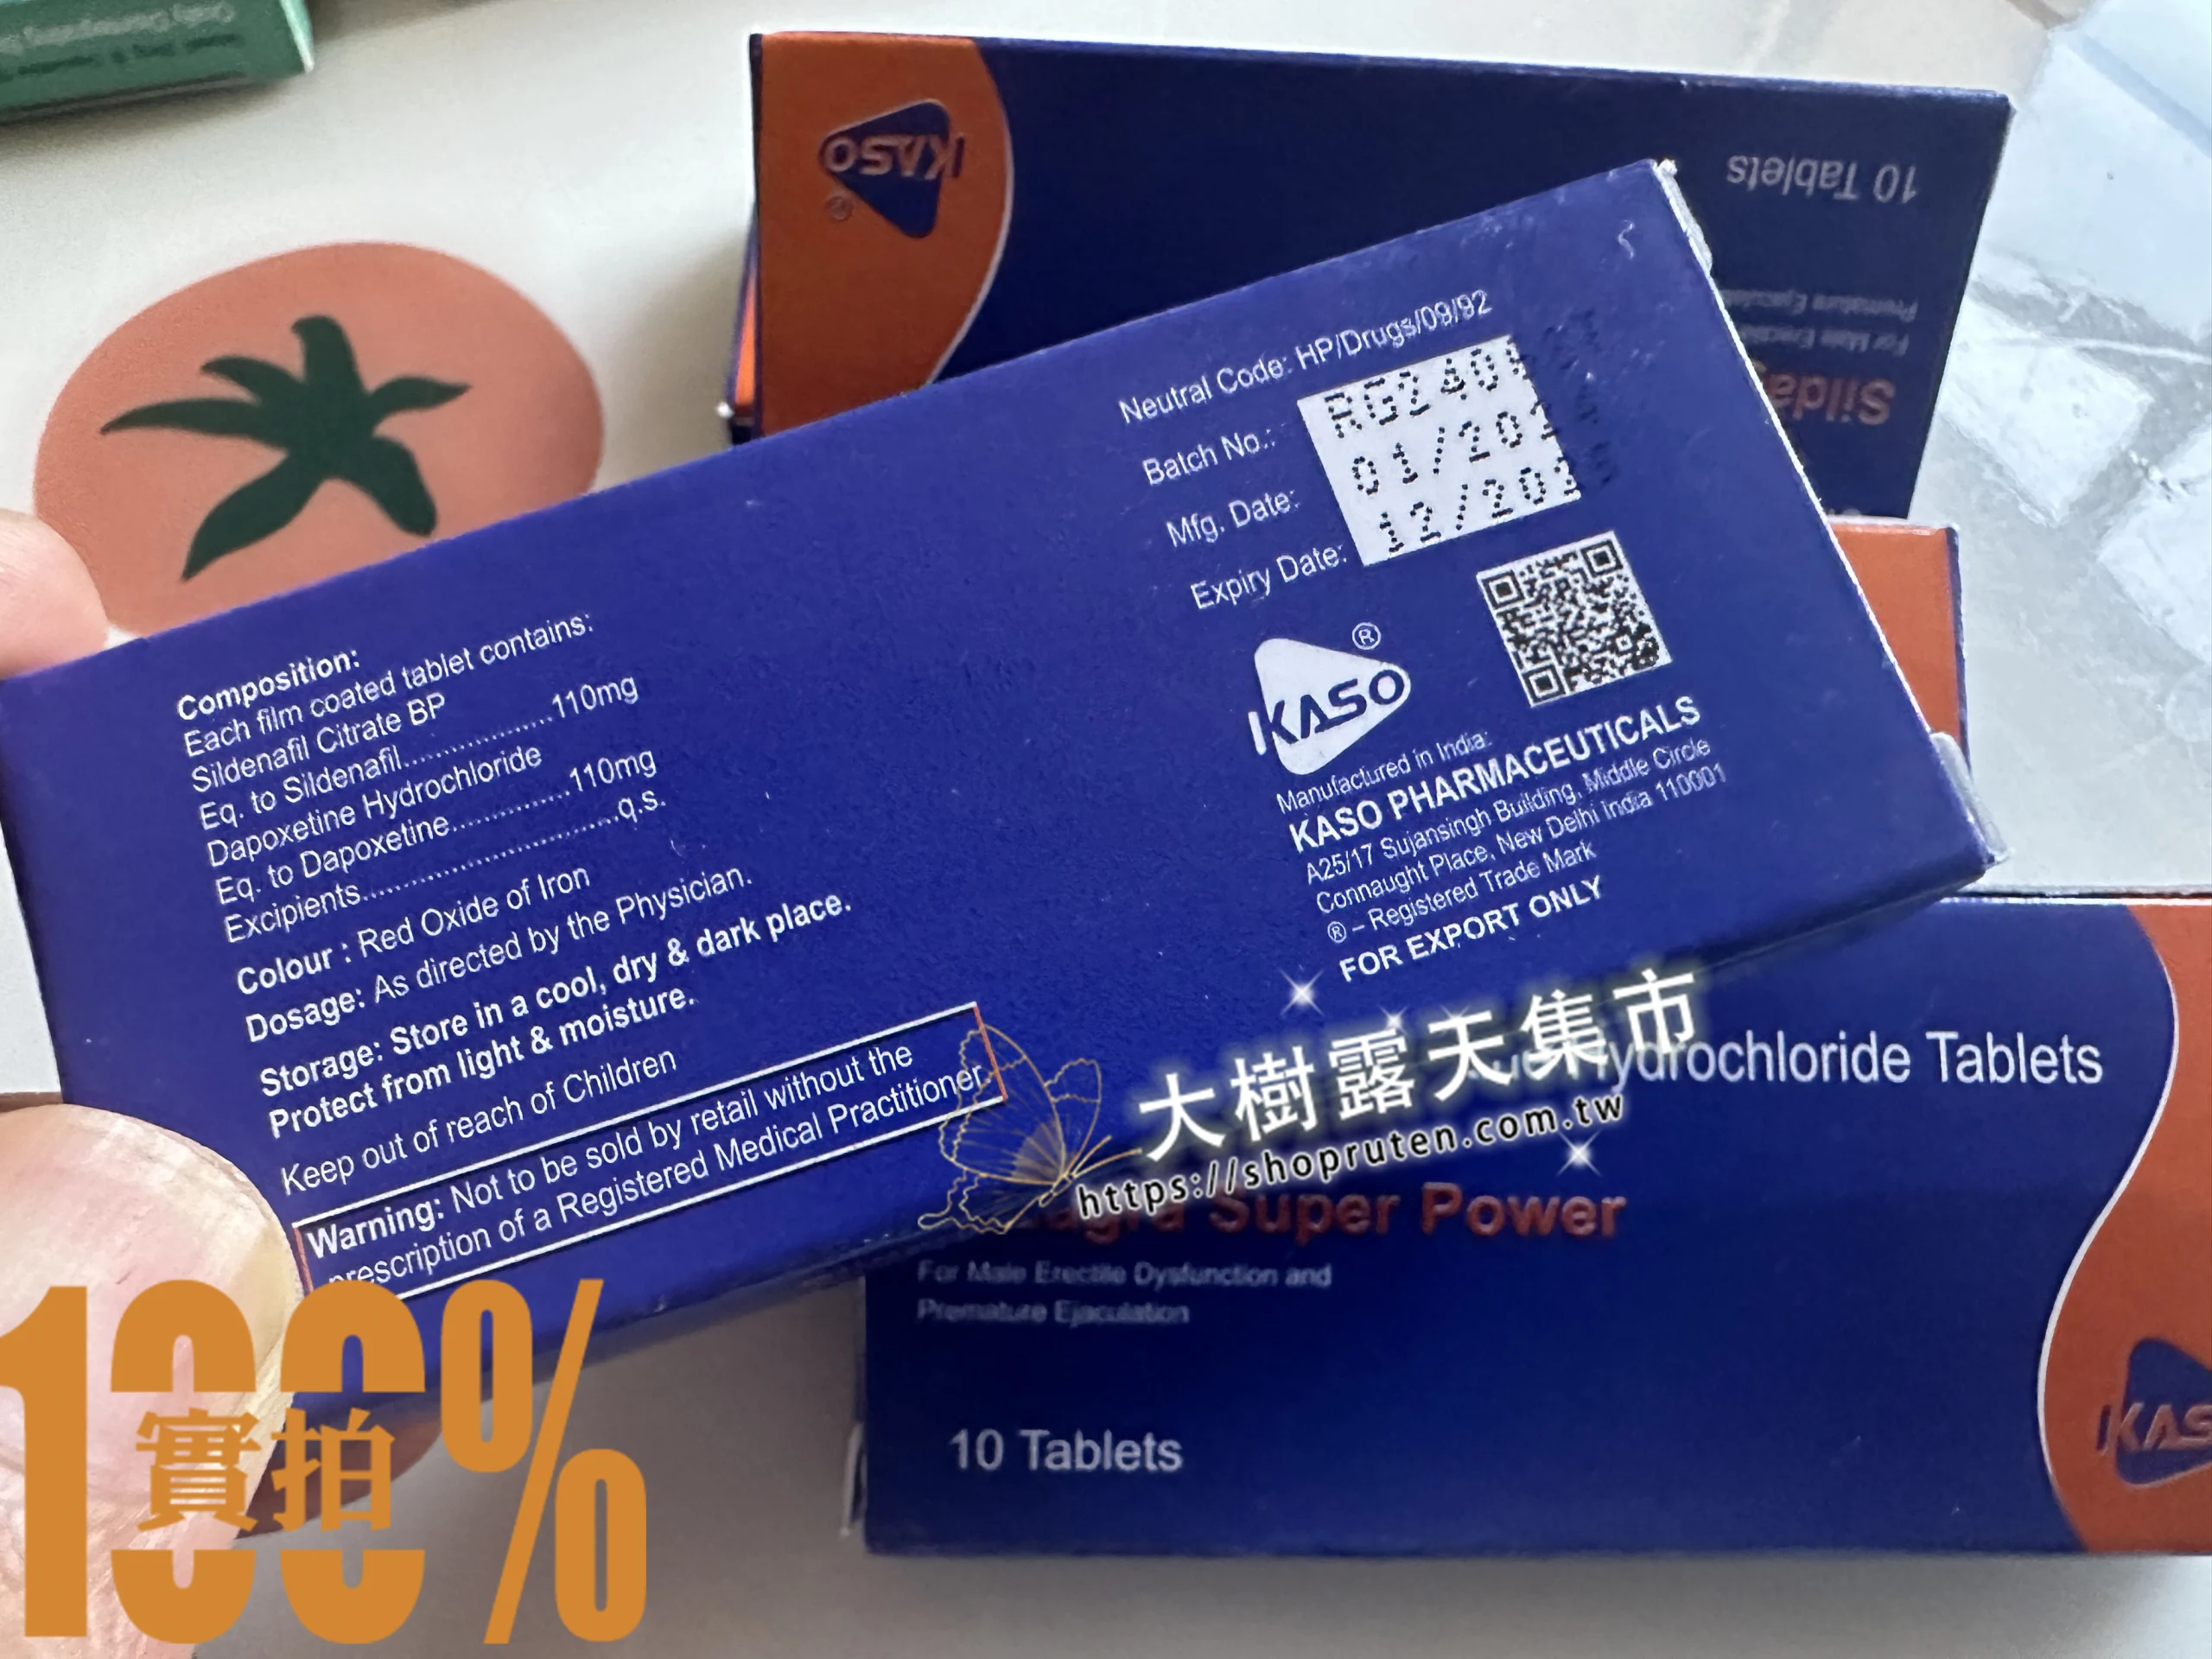 KASO
®
10 Tablets
Neutral Code: HP/Drugs/09/92
Batch No.:
Mfg. Date:
Expiry Date:
Composition:
Each film coated tablet contains:
Sildenafil Citrate BP
Eq. to Sildenafil..................110mg
Dapoxetine Hydrochloride
Eq. to Dapoxetine..............110mg
Excipients...............................q.s.
Colour : Red Oxide of Iron
Dosage: As directed by the Physician.
Storage: Store in a cool, dry & dark place.
Protect from light & moisture.
Keep out of reach of Children
Warning: Not to be sold by retail without the
prescription of a Registered Medical Practitioner
KASO ®
Manufactured in India:
KASO PHARMACEUTICALS
A25/17 Sujansingh Building, Middle Circle
Connaught Place, New Delhi India 110001
® – Registered Trade Mark
FOR EXPORT ONLY
大樹露天集市
https://shopruten.com.tw
Tablets
Super Power
For Male Erectile Dysfunction and
Premature Ejaculation
10 Tablets
100%
實拍